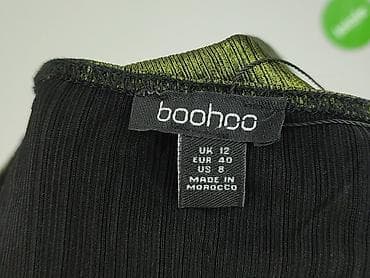 boohoo
UK 12
EUR 40
US 8
MADE IN
MOROCCO